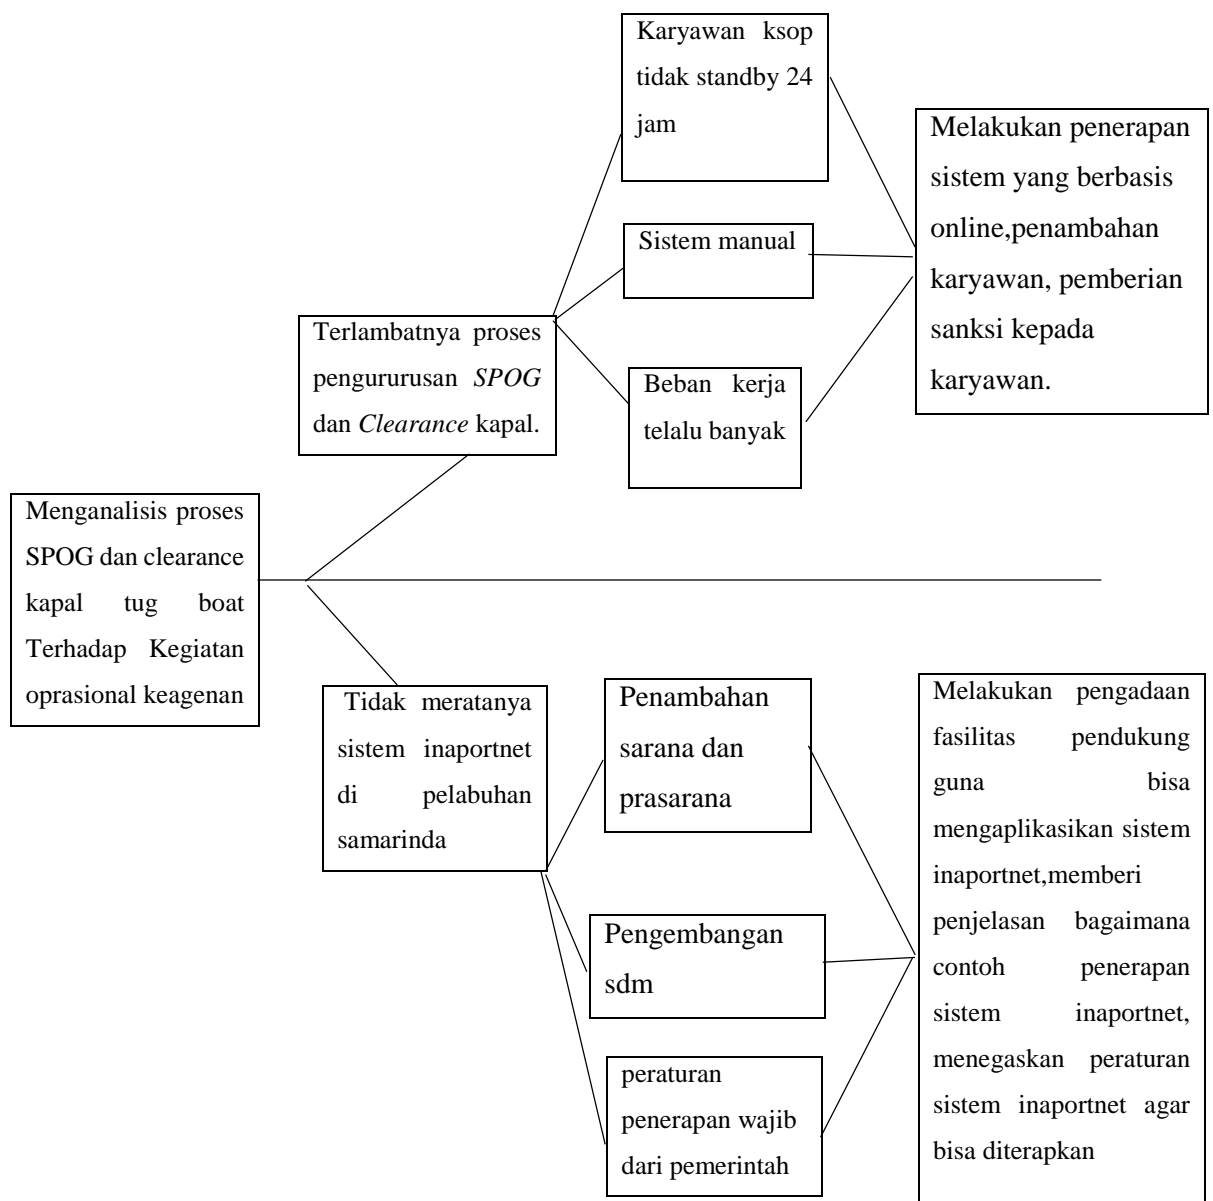 Karyawan ksop
tidak standby 24
jam
Melakukan penerapan
sistem yang berbasis
online,penambahan
karyawan, pemberian
sanksi kepada
karyawan.
Sistem manual
Terlambatnya proses
pengururusan SPOG
dan Clearance kapal.
Beban kerja
telalu banyak
Menganalisis proses
SPOG dan clearance
kapal tug boat
Terhadap Kegiatan
oprasional keagenan
Tidak meratanya
sistem inaportnet
di pelabuhan
samarinda
Penambahan
sarana dan
prasarana
Melakukan pengadaan
fasilitas pendukung
guna bisa
mengaplikasikan sistem
inaportnet,memberi
penjelasan bagaimana
contoh penerapan
sistem inaportnet,
menegaskan peraturan
sistem inaportnet agar
bisa diterapkan
Pengembangan
sdm
peraturan
penerapan wajib
dari pemerintah